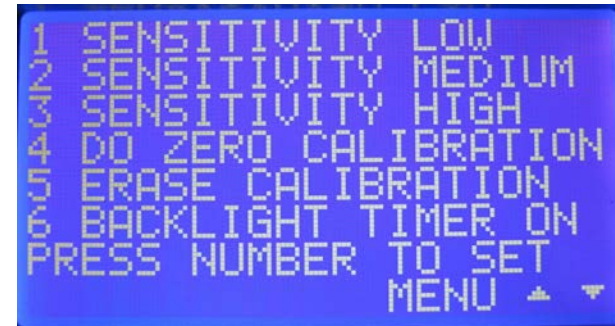 1 SENSITIVITY LOW
2 SENSITIVITY MEDIUM
3 SENSITIVITY HIGH
4 DO ZERO CALIBRATION
5 ERASE CALIBRATION
6 BACKLIGHT TIMER ON
PRESS NUMBER TO SET
MENU ▲ ▼